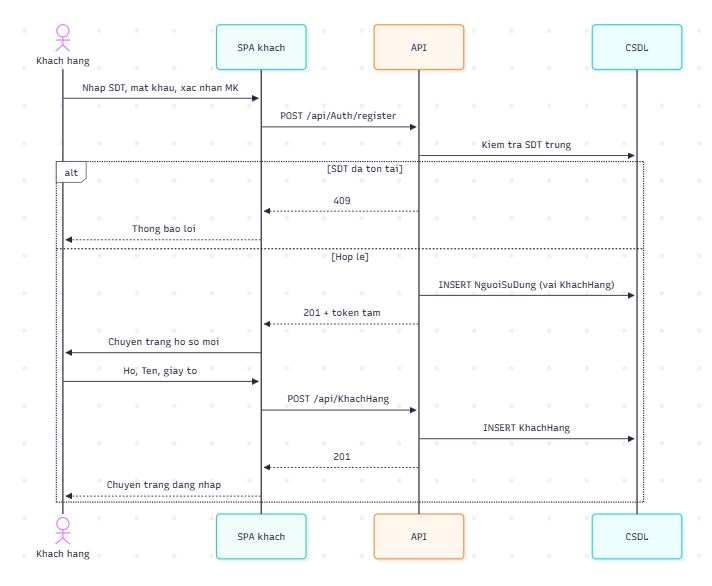 Khach hang
SPA khach
API
CSDL
Nhap SDT, mat khau, xac nhan MK
POST /api/Auth/register
Kiem tra SDT trung
alt
[SDT da ton tai]
409
Thong bao loi
[Hop le]
INSERT NguoiSuDung (vai KhachHang)
201 + token tam
Chuyen trang ho so moi
Ho, Ten, giay to
POST /api/KhachHang
INSERT KhachHang
201
Chuyen trang dang nhap
Khach hang
SPA khach
API
CSDL